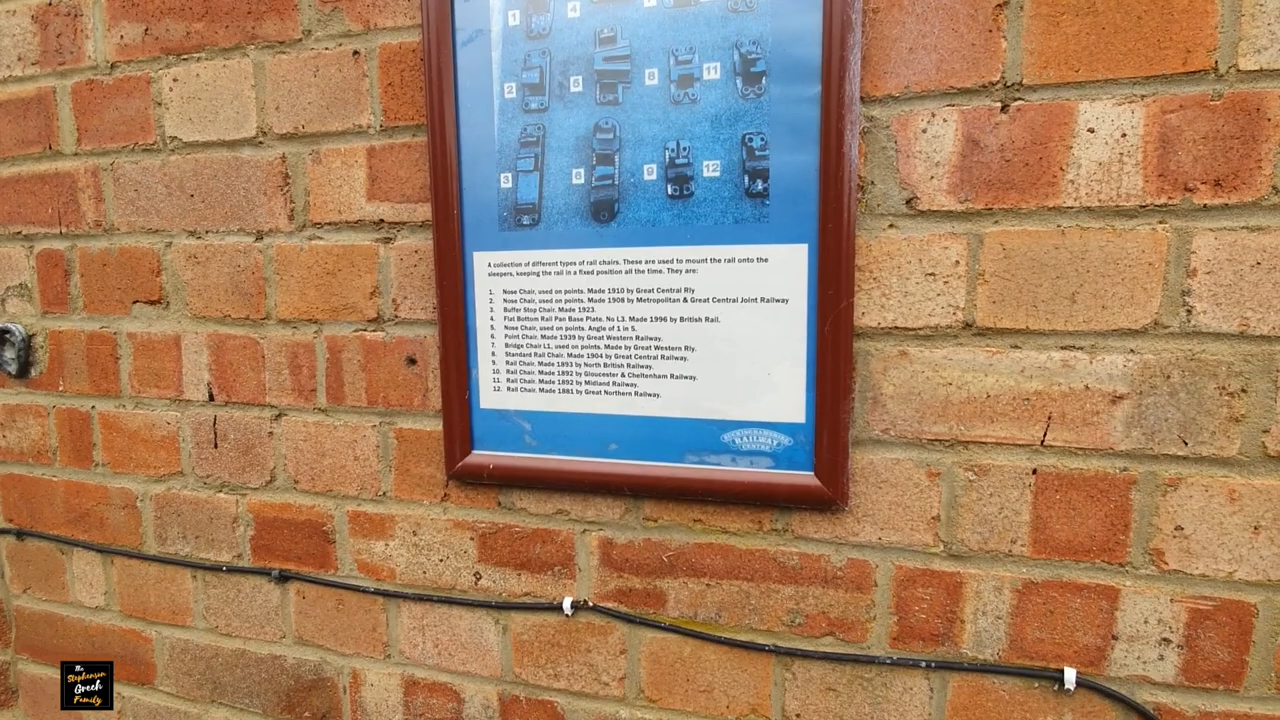 1
4
2
5
8
11
3
6
9
12
A collection of different types of rail chairs. These are used to mount the rail onto the
sleepers, keeping the rail in a fixed position all the time. They are:
1. Nose Chair, used on points. Made 1910 by Great Central Rly
2. Nose Chair, used on points. Made 1908 by Metropolitan & Great Central Joint Railway
3. Buffer Stop Chair. Made 1923.
4. Flat Bottom Rail Pan Base Plate. No L3. Made 1996 by British Rail.
5. Nose Chair, used on points. Angle of 1 in 5.
6. Point Chair. Made 1939 by Great Western Railway.
7. Bridge Chair L1, used on points. Made by Great Western Rly.
8. Standard Rail Chair. Made 1904 by Great Central Railway.
9. Rail Chair. Made 1893 by North British Railway.
10. Rail Chair. Made 1892 by Gloucester & Cheltenham Railway.
11. Rail Chair. Made 1892 by Midland Railway.
12. Rail Chair. Made 1881 by Great Northern Railway.
BUCKINGHAMSHIRE
RAILWAY
CENTRE
The
Stephenson
Greeh
Family